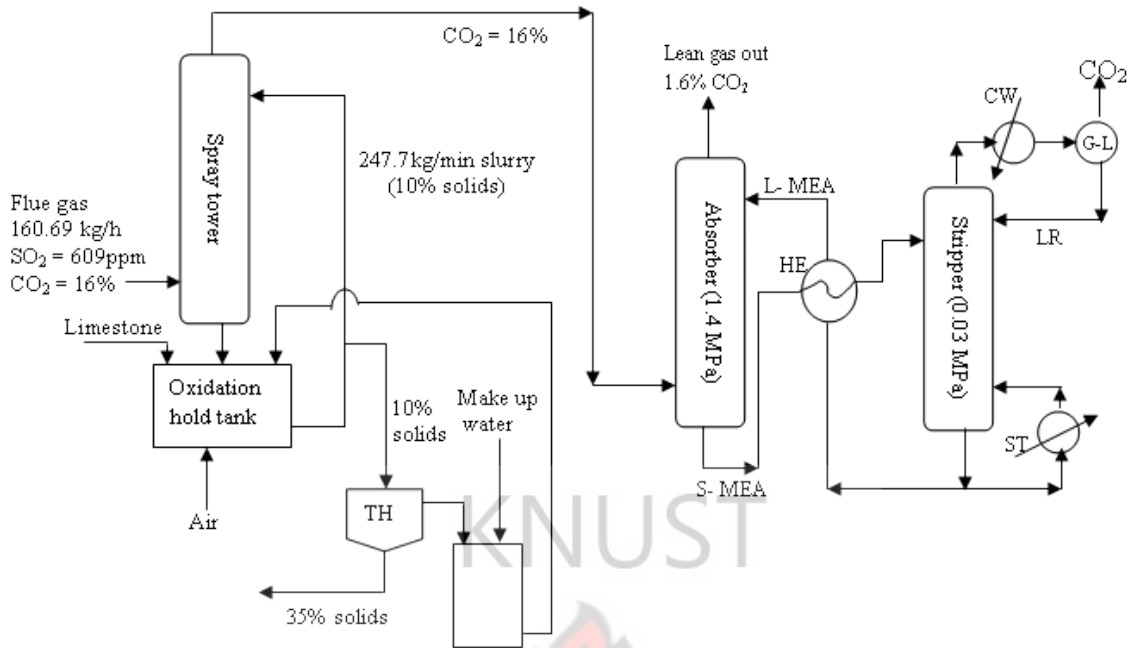 CO₂ = 16%
Lean gas out
1.6% CO₂
CO₂
CW
G-L
Spray tower
247.7kg/min slurry
(10% solids)
Flue gas
160.69 kg/h
SO₂ = 609ppm
CO₂ = 16%
L- MEA
Absorber (1.4 MPa)
HE
LR
Stripper (0.03 MPa)
Limestone
Oxidation
hold tank
10%
solids
Make up
water
ST
S- MEA
Air
TH
KNUST
35% solids